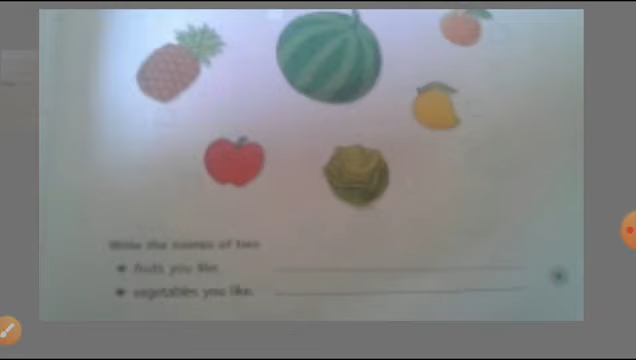 Write the names of two
fruits you like.
vegetables you like.